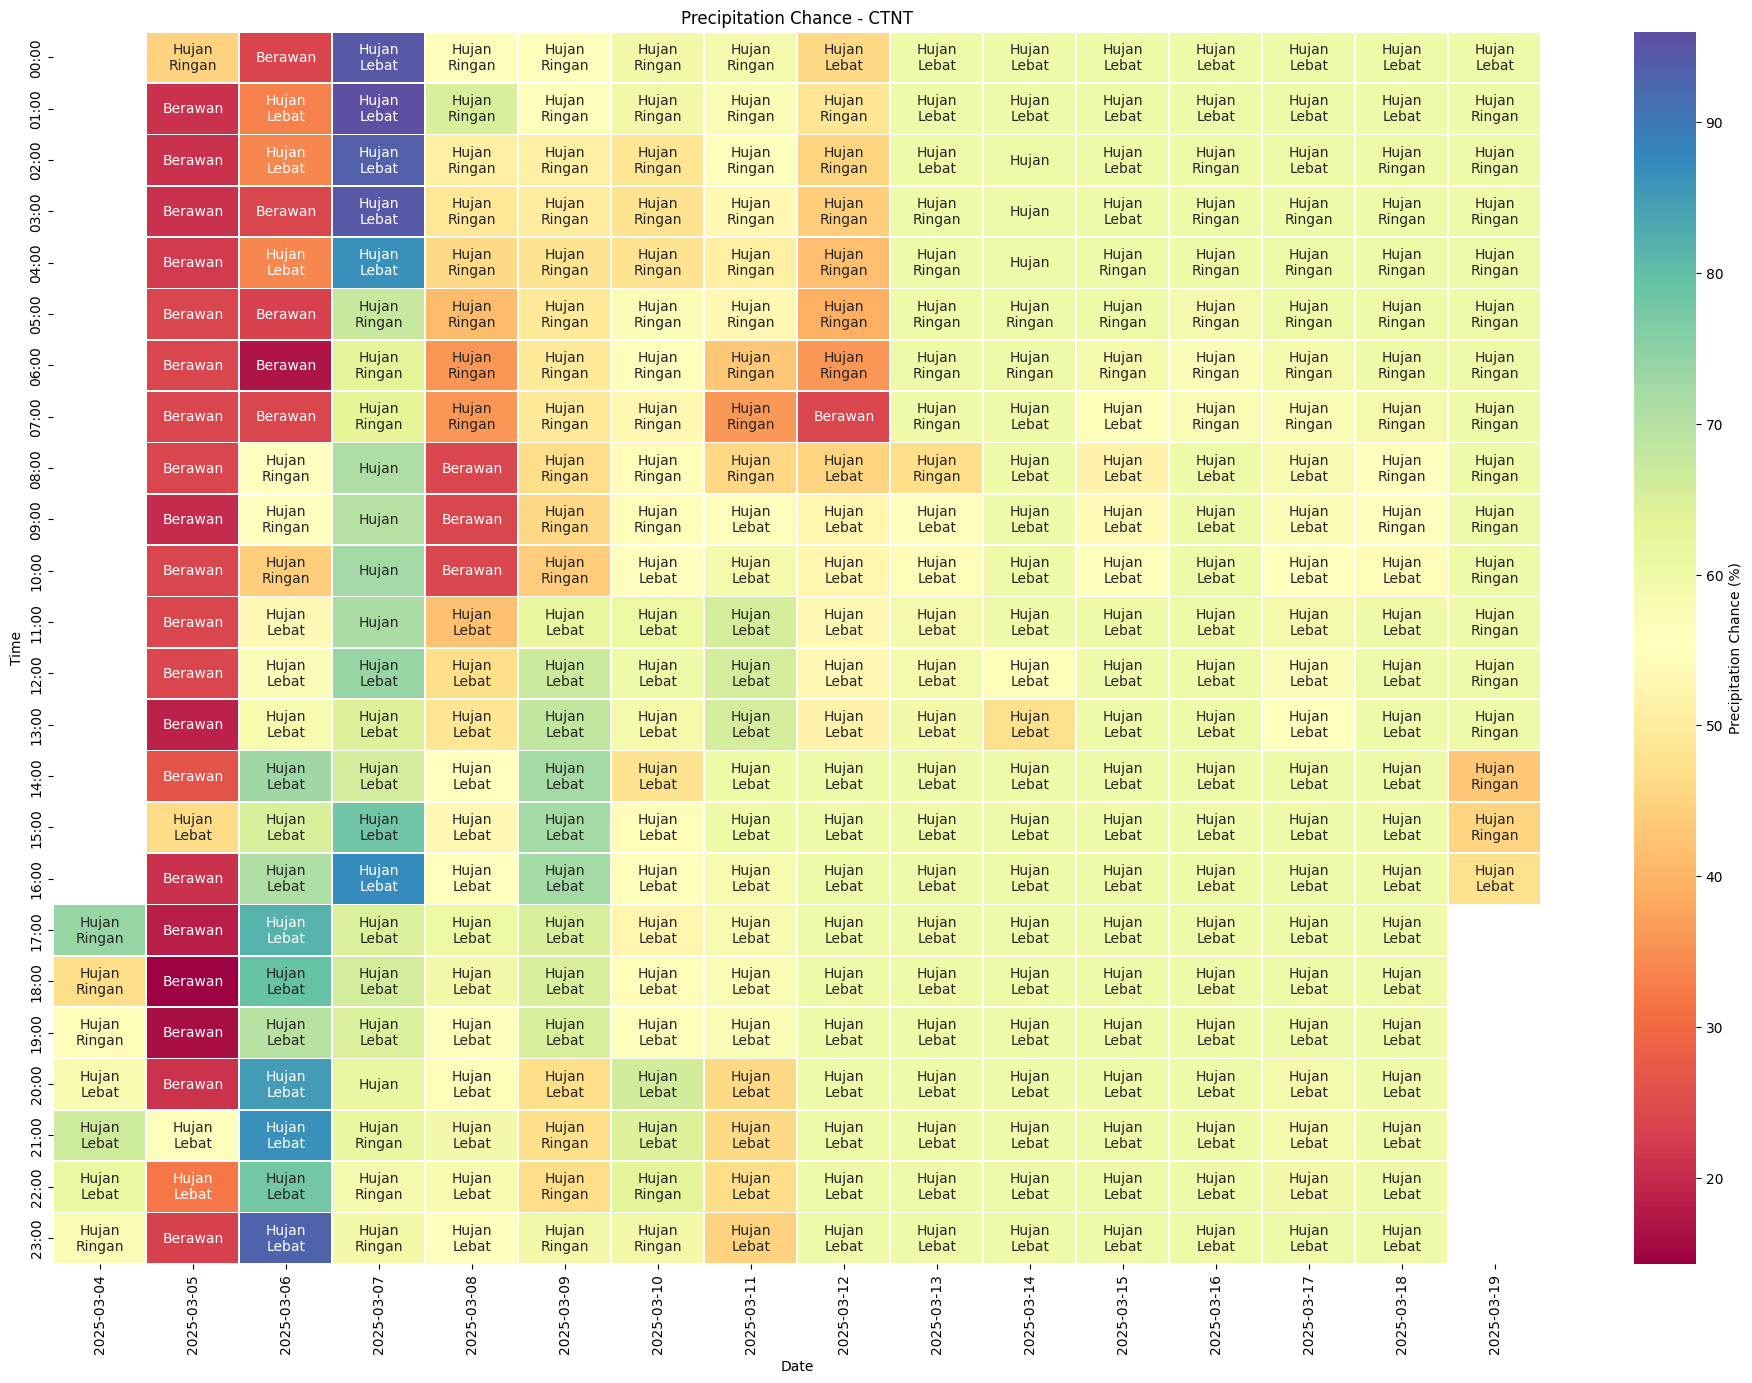 Precipitation Chance - CTNT
00:00 Hujan Ringan Berawan Hujan Lebat Hujan Ringan Hujan Ringan Hujan Ringan Hujan Ringan Hujan Lebat Hujan Lebat Hujan Lebat Hujan Lebat Hujan Lebat Hujan Lebat Hujan Lebat Hujan Lebat
01:00 Berawan Hujan Lebat Hujan Lebat Hujan Ringan Hujan Ringan Hujan Ringan Hujan Ringan Hujan Ringan Hujan Lebat Hujan Lebat Hujan Lebat Hujan Lebat Hujan Lebat Hujan Lebat Hujan Ringan
02:00 Berawan Hujan Lebat Hujan Lebat Hujan Ringan Hujan Ringan Hujan Ringan Hujan Ringan Hujan Ringan Hujan Lebat Hujan Hujan Lebat Hujan Ringan Hujan Lebat Hujan Ringan Hujan Ringan
03:00 Berawan Berawan Hujan Lebat Hujan Ringan Hujan Ringan Hujan Ringan Hujan Ringan Hujan Ringan Hujan Ringan Hujan Hujan Lebat Hujan Ringan Hujan Ringan Hujan Ringan Hujan Ringan
04:00 Berawan Hujan Lebat Hujan Lebat Hujan Ringan Hujan Ringan Hujan Ringan Hujan Ringan Hujan Ringan Hujan Ringan Hujan Hujan Ringan Hujan Ringan Hujan Ringan Hujan Ringan Hujan Ringan
05:00 Berawan Berawan Hujan Ringan Hujan Ringan Hujan Ringan Hujan Ringan Hujan Ringan Hujan Ringan Hujan Ringan Hujan Ringan Hujan Ringan Hujan Ringan Hujan Ringan Hujan Ringan Hujan Ringan
06:00 Berawan Berawan Hujan Ringan Hujan Ringan Hujan Ringan Hujan Ringan Hujan Ringan Hujan Ringan Hujan Ringan Hujan Ringan Hujan Ringan Hujan Ringan Hujan Ringan Hujan Ringan Hujan Ringan
07:00 Berawan Berawan Hujan Ringan Hujan Ringan Hujan Ringan Hujan Ringan Hujan Ringan Berawan Hujan Ringan Hujan Lebat Hujan Lebat Hujan Ringan Hujan Ringan Hujan Ringan Hujan Ringan
08:00 Berawan Hujan Ringan Hujan Berawan Hujan Ringan Hujan Ringan Hujan Ringan Hujan Lebat Hujan Ringan Hujan Lebat Hujan Lebat Hujan Lebat Hujan Lebat Hujan Ringan Hujan Ringan
09:00 Berawan Hujan Ringan Hujan Berawan Hujan Ringan Hujan Ringan Hujan Lebat Hujan Lebat Hujan Lebat Hujan Lebat Hujan Lebat Hujan Lebat Hujan Lebat Hujan Ringan Hujan Ringan
10:00 Berawan Hujan Ringan Hujan Berawan Hujan Ringan Hujan Lebat Hujan Lebat Hujan Lebat Hujan Lebat Hujan Lebat Hujan Lebat Hujan Lebat Hujan Lebat Hujan Lebat Hujan Ringan
11:00 Berawan Hujan Lebat Hujan Hujan Lebat Hujan Lebat Hujan Lebat Hujan Lebat Hujan Lebat Hujan Lebat Hujan Lebat Hujan Lebat Hujan Lebat Hujan Lebat Hujan Lebat Hujan Ringan
12:00 Berawan Hujan Lebat Hujan Lebat Hujan Lebat Hujan Lebat Hujan Lebat Hujan Lebat Hujan Lebat Hujan Lebat Hujan Lebat Hujan Lebat Hujan Lebat Hujan Lebat Hujan Lebat Hujan Ringan
13:00 Berawan Hujan Lebat Hujan Lebat Hujan Lebat Hujan Lebat Hujan Lebat Hujan Lebat Hujan Lebat Hujan Lebat Hujan Lebat Hujan Lebat Hujan Lebat Hujan Lebat Hujan Lebat Hujan Ringan
14:00 Berawan Hujan Lebat Hujan Lebat Hujan Lebat Hujan Lebat Hujan Lebat Hujan Lebat Hujan Lebat Hujan Lebat Hujan Lebat Hujan Lebat Hujan Lebat Hujan Lebat Hujan Lebat Hujan Ringan
15:00 Hujan Lebat Hujan Lebat Hujan Lebat Hujan Lebat Hujan Lebat Hujan Lebat Hujan Lebat Hujan Lebat Hujan Lebat Hujan Lebat Hujan Lebat Hujan Lebat Hujan Lebat Hujan Lebat Hujan Ringan
16:00 Berawan Hujan Lebat Hujan Lebat Hujan Lebat Hujan Lebat Hujan Lebat Hujan Lebat Hujan Lebat Hujan Lebat Hujan Lebat Hujan Lebat Hujan Lebat Hujan Lebat Hujan Lebat Hujan Lebat
17:00 Hujan Ringan Berawan Hujan Lebat Hujan Lebat Hujan Lebat Hujan Lebat Hujan Lebat Hujan Lebat Hujan Lebat Hujan Lebat Hujan Lebat Hujan Lebat Hujan Lebat Hujan Lebat Hujan Lebat
18:00 Hujan Ringan Berawan Hujan Lebat Hujan Lebat Hujan Lebat Hujan Lebat Hujan Lebat Hujan Lebat Hujan Lebat Hujan Lebat Hujan Lebat Hujan Lebat Hujan Lebat Hujan Lebat Hujan Lebat
19:00 Hujan Ringan Berawan Hujan Lebat Hujan Lebat Hujan Lebat Hujan Lebat Hujan Lebat Hujan Lebat Hujan Lebat Hujan Lebat Hujan Lebat Hujan Lebat Hujan Lebat Hujan Lebat Hujan Lebat
20:00 Hujan Lebat Berawan Hujan Lebat Hujan Hujan Lebat Hujan Lebat Hujan Lebat Hujan Lebat Hujan Lebat Hujan Lebat Hujan Lebat Hujan Lebat Hujan Lebat Hujan Lebat Hujan Lebat
21:00 Hujan Lebat Hujan Lebat Hujan Lebat Hujan Ringan Hujan Lebat Hujan Ringan Hujan Lebat Hujan Lebat Hujan Lebat Hujan Lebat Hujan Lebat Hujan Lebat Hujan Lebat Hujan Lebat Hujan Lebat
22:00 Hujan Lebat Hujan Lebat Hujan Lebat Hujan Ringan Hujan Lebat Hujan Ringan Hujan Ringan Hujan Lebat Hujan Lebat Hujan Lebat Hujan Lebat Hujan Lebat Hujan Lebat Hujan Lebat Hujan Lebat
23:00 Hujan Ringan Berawan Hujan Lebat Hujan Ringan Hujan Lebat Hujan Ringan Hujan Ringan Hujan Lebat Hujan Lebat Hujan Lebat Hujan Lebat Hujan Lebat Hujan Lebat Hujan Lebat Hujan Lebat
Time
2025-03-04 2025-03-05 2025-03-06 2025-03-07 2025-03-08 2025-03-09 2025-03-10 2025-03-11 2025-03-12 2025-03-13 2025-03-14 2025-03-15 2025-03-16 2025-03-17 2025-03-18 2025-03-19
Date
90
80
70
60
50
40
30
20
Precipitation Chance (%)